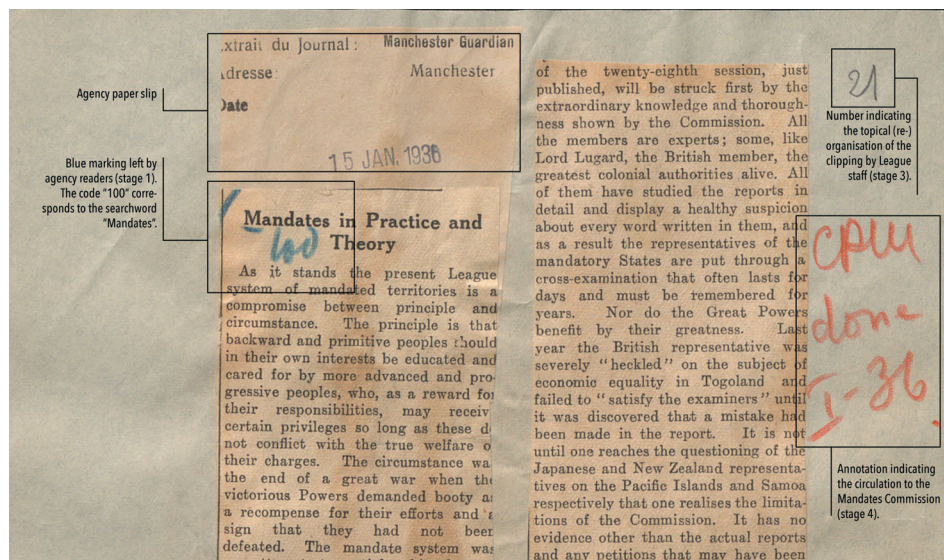 Extrait du Journal: Manchester Guardian
Adresse: Manchester
Date
15 JAN. 1936
Agency paper slip
Blue marking left by
agency readers (stage 1).
The code "100" corre-
sponds to the searchword
"Mandates".
100
Mandates in Practice and
Theory
As it stands the present League
system of mandated territories is a
compromise between principle and
circumstance. The principle is that
backward and primitive peoples should
in their own interests be educated and
cared for by more advanced and pro-
gressive peoples, who, as a reward for
their responsibilities, may receiv
certain privileges so long as these d
not conflict with the true welfare o
their charges. The circumstance wa
the end of a great war when the
victorious Powers demanded booty as
a recompense for their efforts and a
sign that they had not been
defeated. The mandate system was
of the twenty-eighth session, just
published, will be struck first by the
extraordinary knowledge and thorough-
ness shown by the Commission. All
the members are experts; some, like
Lord Lugard, the British member, the
greatest colonial authorities alive. All
of them have studied the reports in
detail and display a healthy suspicion
about every word written in them, and
as a result the representatives of the
mandatory States are put through a
cross-examination that often lasts for
days and must be remembered for
years. Nor do the Great Powers
benefit by their greatness. Last
year the British representative was
severely "heckled" on the subject of
economic equality in Togoland and
failed to "satisfy the examiners" until
it was discovered that a mistake had
been made in the report. It is not
until one reaches the questioning of the
Japanese and New Zealand representa-
tives on the Pacific Islands and Samoa
respectively that one realises the limita-
tions of the Commission. It has no
evidence other than the actual reports
and any petitions that may have been
21
Number indicating
the topical (re-)
organisation of the
clipping by League
staff (stage 3).
CPM
done
I-36
Annotation indicating
the circulation to the
Mandates Commission
(stage 4).